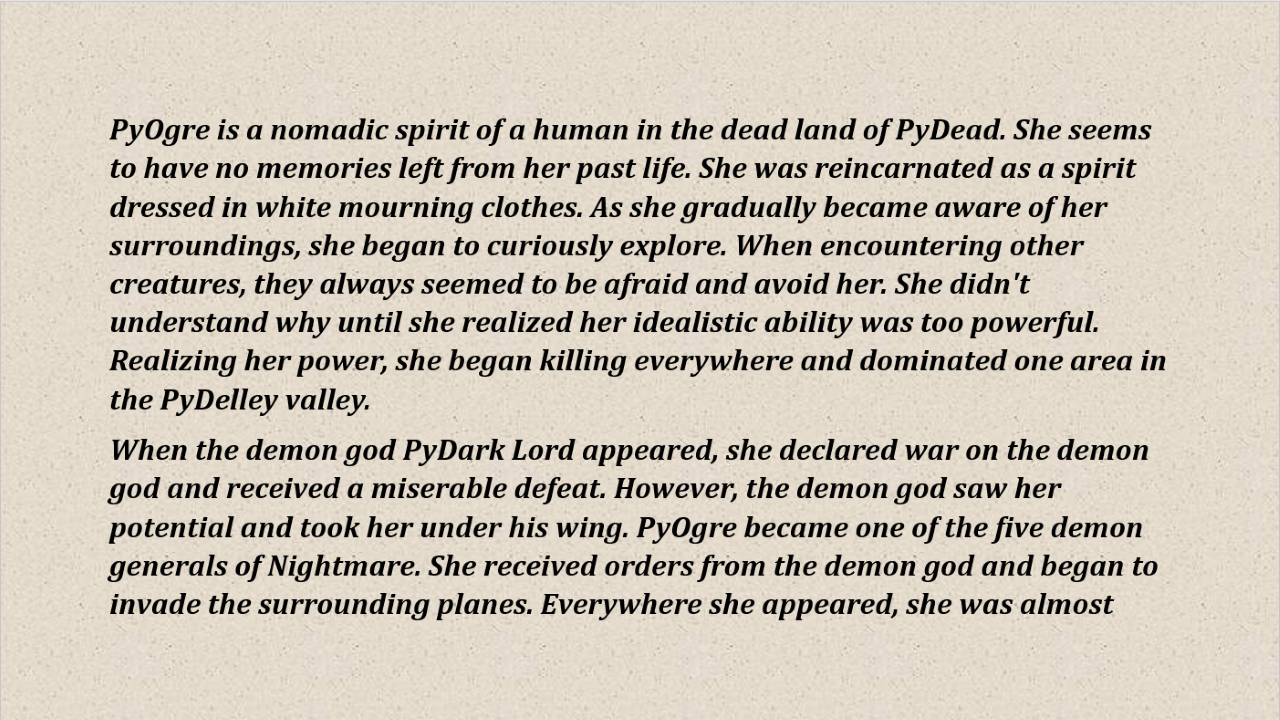 PyOgre is a nomadic spirit of a human in the dead land of PyDead. She seems
to have no memories left from her past life. She was reincarnated as a spirit
dressed in white mourning clothes. As she gradually became aware of her
surroundings, she began to curiously explore. When encountering other
creatures, they always seemed to be afraid and avoid her. She didn't
understand why until she realized her idealistic ability was too powerful.
Realizing her power, she began killing everywhere and dominated one area in
the PyDelley valley.
When the demon god PyDark Lord appeared, she declared war on the demon
god and received a miserable defeat. However, the demon god saw her
potential and took her under his wing. PyOgre became one of the five demon
generals of Nightmare. She received orders from the demon god and began to
invade the surrounding planes. Everywhere she appeared, she was almost